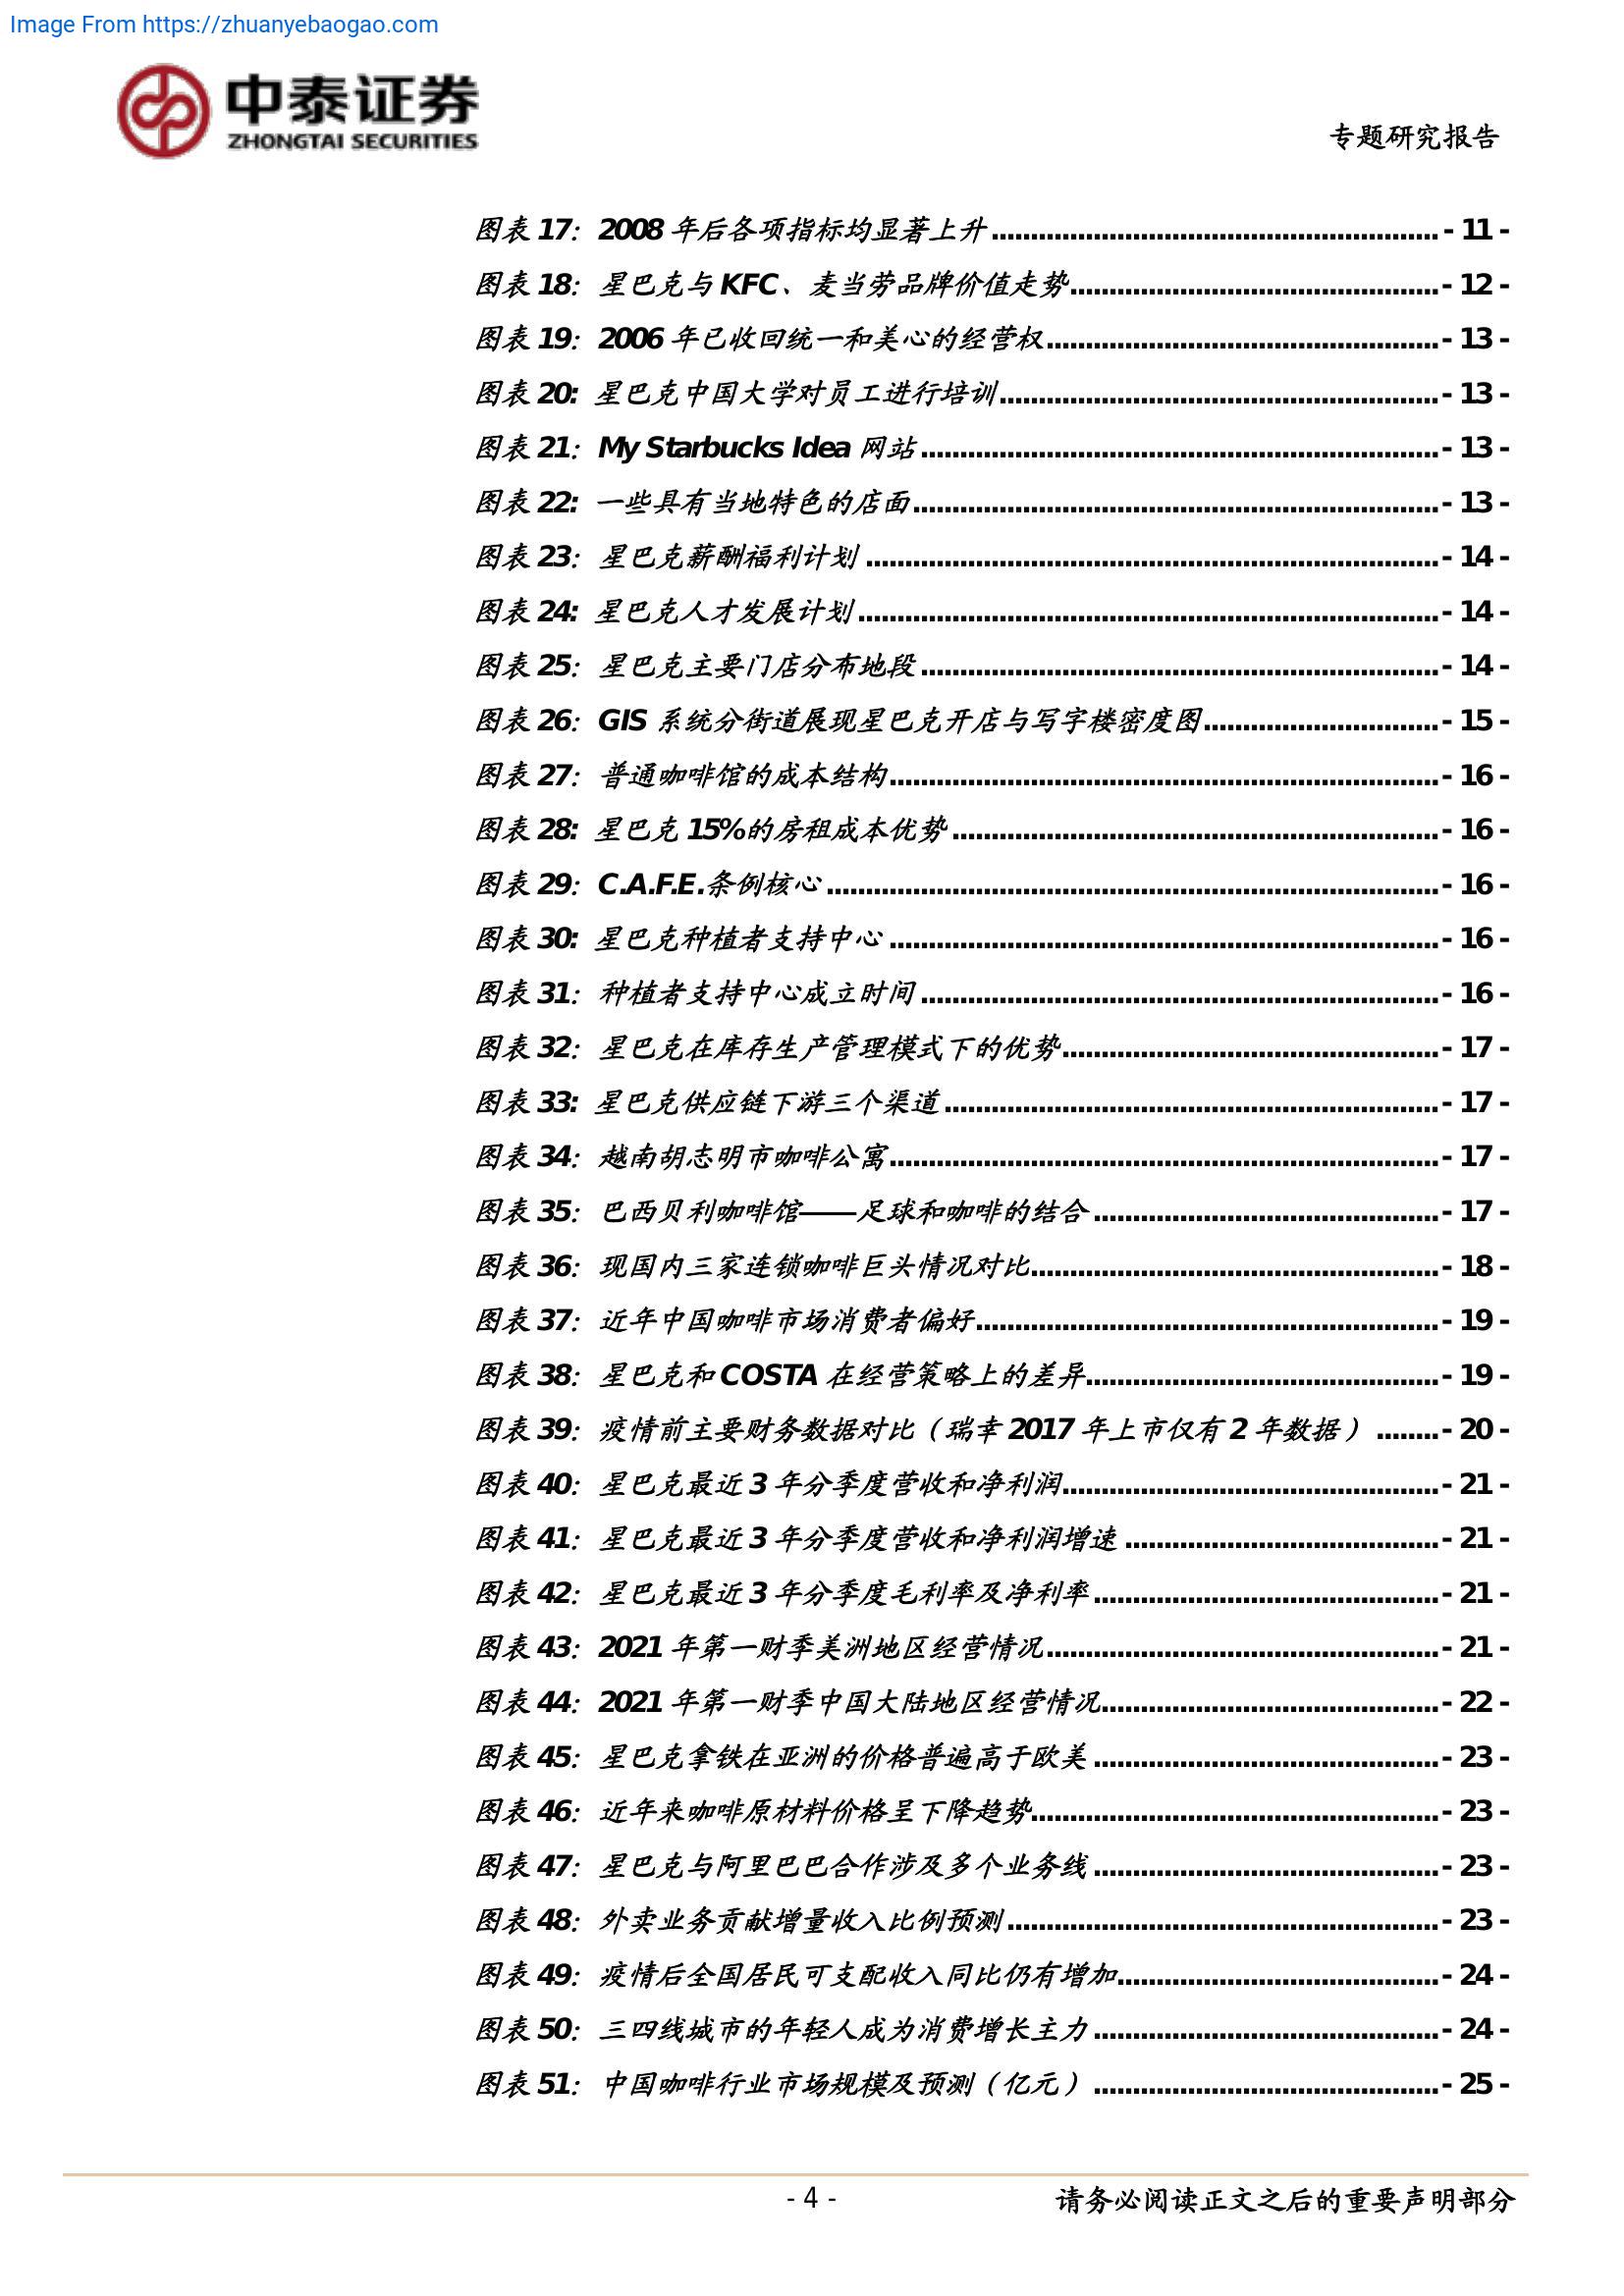 Image From https://zhuanyebaogao.com
中泰证券
ZHONGTAI SECURITIES
专题研究报告
图表 17：2008 年后各项指标均显著上升 - 11 -
图表 18：星巴克与 KFC、麦当劳品牌价值走势 - 12 -
图表 19：2006 年已收回统一和美心的经营权 - 13 -
图表 20: 星巴克中国大学对员工进行培训 - 13 -
图表 21：My Starbucks Idea 网站 - 13 -
图表 22: 一些具有当地特色的店面 - 13 -
图表 23：星巴克薪酬福利计划 - 14 -
图表 24: 星巴克人才发展计划 - 14 -
图表 25：星巴克主要门店分布地段 - 14 -
图表 26：GIS 系统分街道展现星巴克开店与写字楼密度图 - 15 -
图表 27：普通咖啡馆的成本结构 - 16 -
图表 28: 星巴克 15%的房租成本优势 - 16 -
图表 29：C.A.F.E.条例核心 - 16 -
图表 30: 星巴克种植者支持中心 - 16 -
图表 31：种植者支持中心成立时间 - 16 -
图表 32：星巴克在库存生产管理模式下的优势 - 17 -
图表 33: 星巴克供应链下游三个渠道 - 17 -
图表 34：越南胡志明市咖啡公寓 - 17 -
图表 35：巴西贝利咖啡馆——足球和咖啡的结合 - 17 -
图表 36：现国内三家连锁咖啡巨头情况对比 - 18 -
图表 37：近年中国咖啡市场消费者偏好 - 19 -
图表 38：星巴克和 COSTA 在经营策略上的差异 - 19 -
图表 39：疫情前主要财务数据对比（瑞幸 2017 年上市仅有 2 年数据） - 20 -
图表 40：星巴克最近 3 年分季度营收和净利润 - 21 -
图表 41：星巴克最近 3 年分季度营收和净利润增速 - 21 -
图表 42：星巴克最近 3 年分季度毛利率及净利率 - 21 -
图表 43：2021 年第一财季美洲地区经营情况 - 21 -
图表 44：2021 年第一财季中国大陆地区经营情况 - 22 -
图表 45：星巴克拿铁在亚洲的价格普遍高于欧美 - 23 -
图表 46：近年来咖啡原材料价格呈下降趋势 - 23 -
图表 47：星巴克与阿里巴巴合作涉及多个业务线 - 23 -
图表 48：外卖业务贡献增量收入比例预测 - 23 -
图表 49：疫情后全国居民可支配收入同比仍有增加 - 24 -
图表 50：三四线城市的年轻人成为消费增长主力 - 24 -
图表 51：中国咖啡行业市场规模及预测（亿元） - 25 -
- 4 -
请务必阅读正文之后的重要声明部分